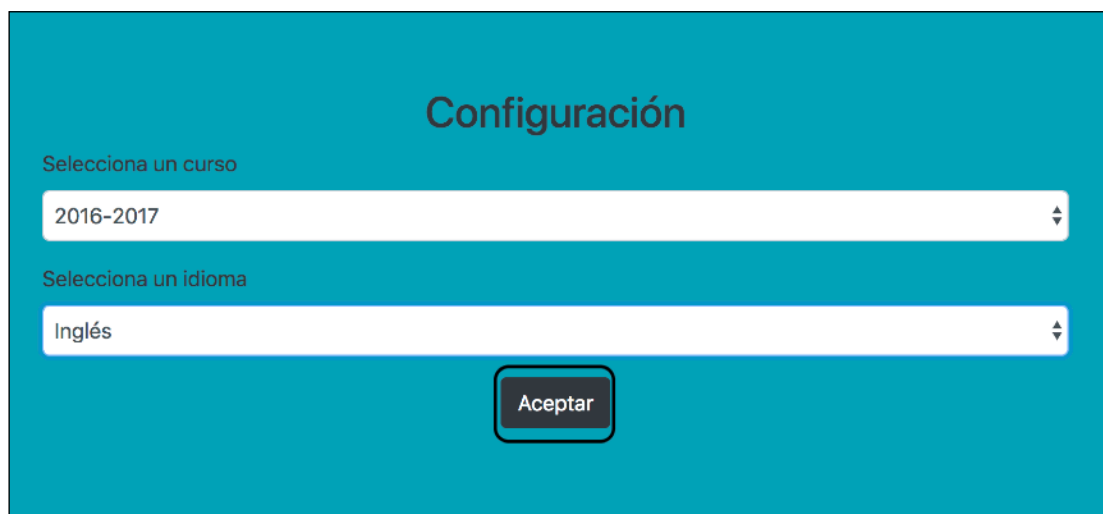 Configuración
Selecciona un curso
2016-2017
Selecciona un idioma
Inglés
Aceptar